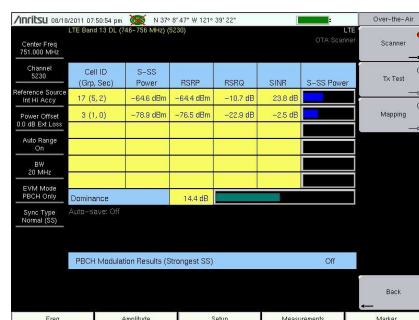 Anritsu 08/18/2011 07:50:54 pm N 37° 8' 47" W 121° 39' 22"
Over-the-Air
LTE Band 13 DL (746-756 MHz) (5230)
LTE
OTA Scanner
Center Freq
751.000 MHz
Channel
5230
Reference Source
Int Hi Accy
Power Offset
0.0 dB Ext Loss
Auto Range
On
BW
20 MHz
EVM Mode
PBCH Only
Sync Type
Normal (SS)
Cell ID (Grp, Sec) S-SS Power RSRP RSRQ SINR S-SS Power
17 (5, 2) -64.6 dBm -64.4 dBm -10.7 dB 23.8 dB
3 (1, 0) -78.9 dBm -76.5 dBm -22.9 dB -2.5 dB
Dominance 14.4 dB
Auto-save: Off
PBCH Modulation Results (Strongest SS) Off
Scanner
Tx Test
Mapping
Back
Freq Amplitude Setup Measurements Marker